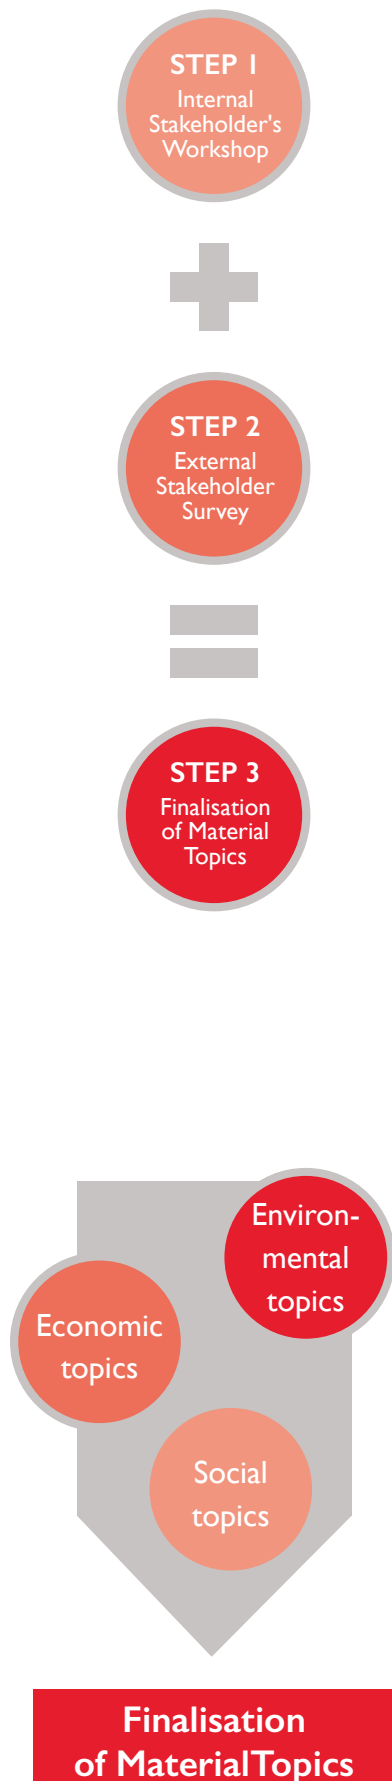 STEP 1
Internal
Stakeholder's
Workshop
STEP 2
External
Stakeholder
Survey
STEP 3
Finalisation
of Material
Topics
Environ-
mental
topics
Economic
topics
Social
topics
Finalisation
of MaterialTopics